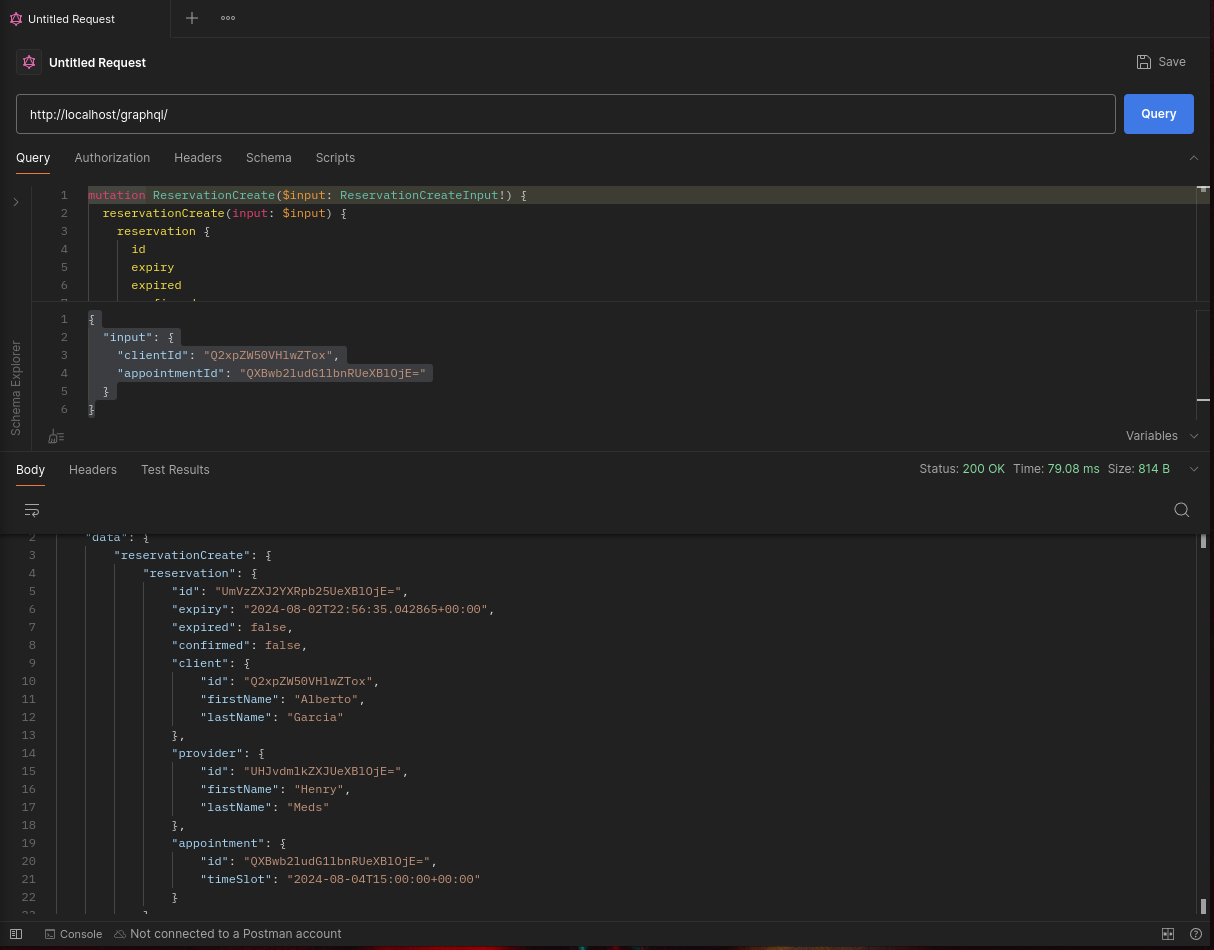 Untitled Request
Untitled Request
Save
http://localhost/graphql/
Query
Query Authorization Headers Schema Scripts
Schema Explorer
1 mutation ReservationCreate($input: ReservationCreateInput!) {
2 reservationCreate(input: $input) {
3 reservation {
4 id
5 expiry
6 expired
1 {
2 "input": {
3 "clientId": "Q2xpZW50VHlwZTox",
4 "appointmentId": "QXBwb2ludG1lbnRUeXBlOjE="
5 }
6 }
Variables
Body Headers Test Results Status: 200 OK Time: 79.08 ms Size: 814 B
2 "data": {
3 "reservationCreate": {
4 "reservation": {
5 "id": "UmVzZXJ2YXRpb25UeXBlOjE=",
6 "expiry": "2024-08-02T22:56:35.042865+00:00",
7 "expired": false,
8 "confirmed": false,
9 "client": {
10 "id": "Q2xpZW50VHlwZTox",
11 "firstName": "Alberto",
12 "lastName": "Garcia"
13 },
14 "provider": {
15 "id": "UHJvdmlkZXJUeXBlOjE=",
16 "firstName": "Henry",
17 "lastName": "Meds"
18 },
19 "appointment": {
20 "id": "QXBwb2ludG1lbnRUeXBlOjE=",
21 "timeSlot": "2024-08-04T15:00:00+00:00"
22 }
Console Not connected to a Postman account